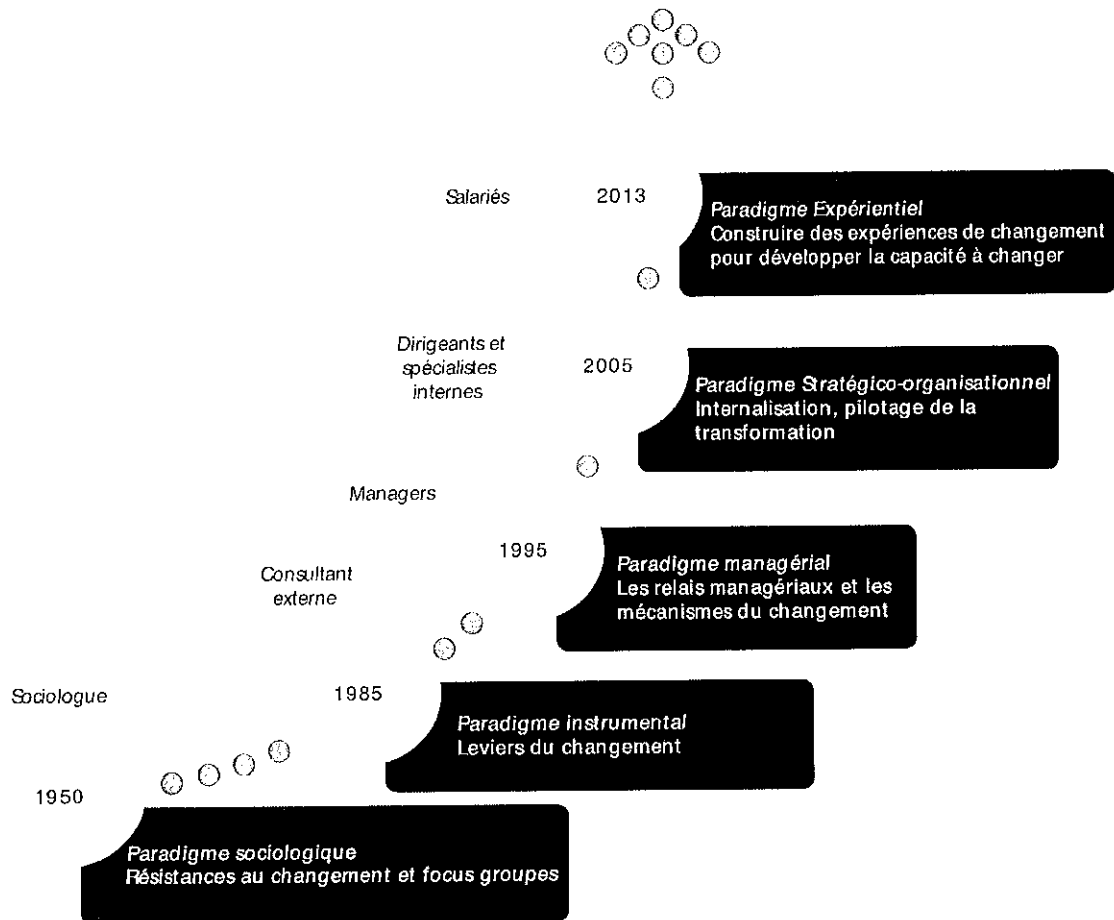 Salariés
2013
Paradigme Expérientiel
Construire des expériences de changement
pour développer la capacité à changer
Dirigeants et
spécialistes
internes
2005
Paradigme Stratégico-organisationnel
Internalisation, pilotage de la
transformation
Managers
1995
Paradigme managérial
Les relais managériaux et les
mécanismes du changement
Consultant
externe
Sociologue
1985
Paradigme instrumental
Leviers du changement
1950
Paradigme sociologique
Résistances au changement et focus groupes